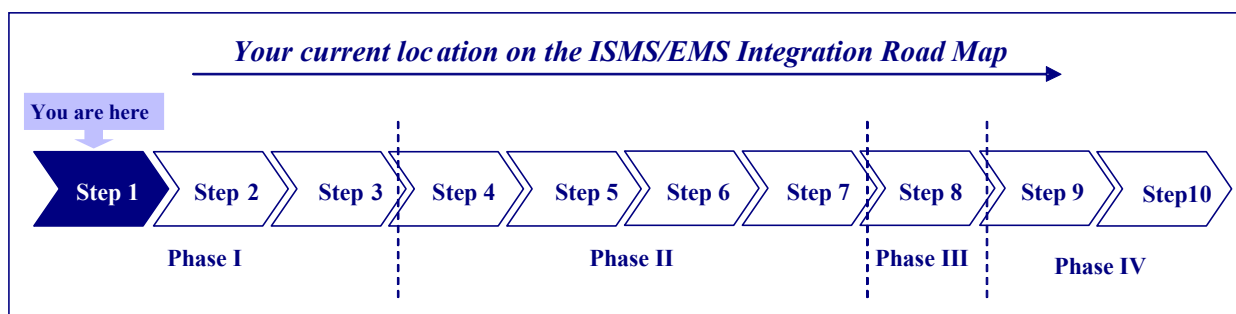 Your current location on the ISMS/EMS Integration Road Map
You are here
Step 1
Step 2
Step 3
Step 4
Step 5
Step 6
Step 7
Step 8
Step 9
Step10
Phase I
Phase II
Phase III
Phase IV